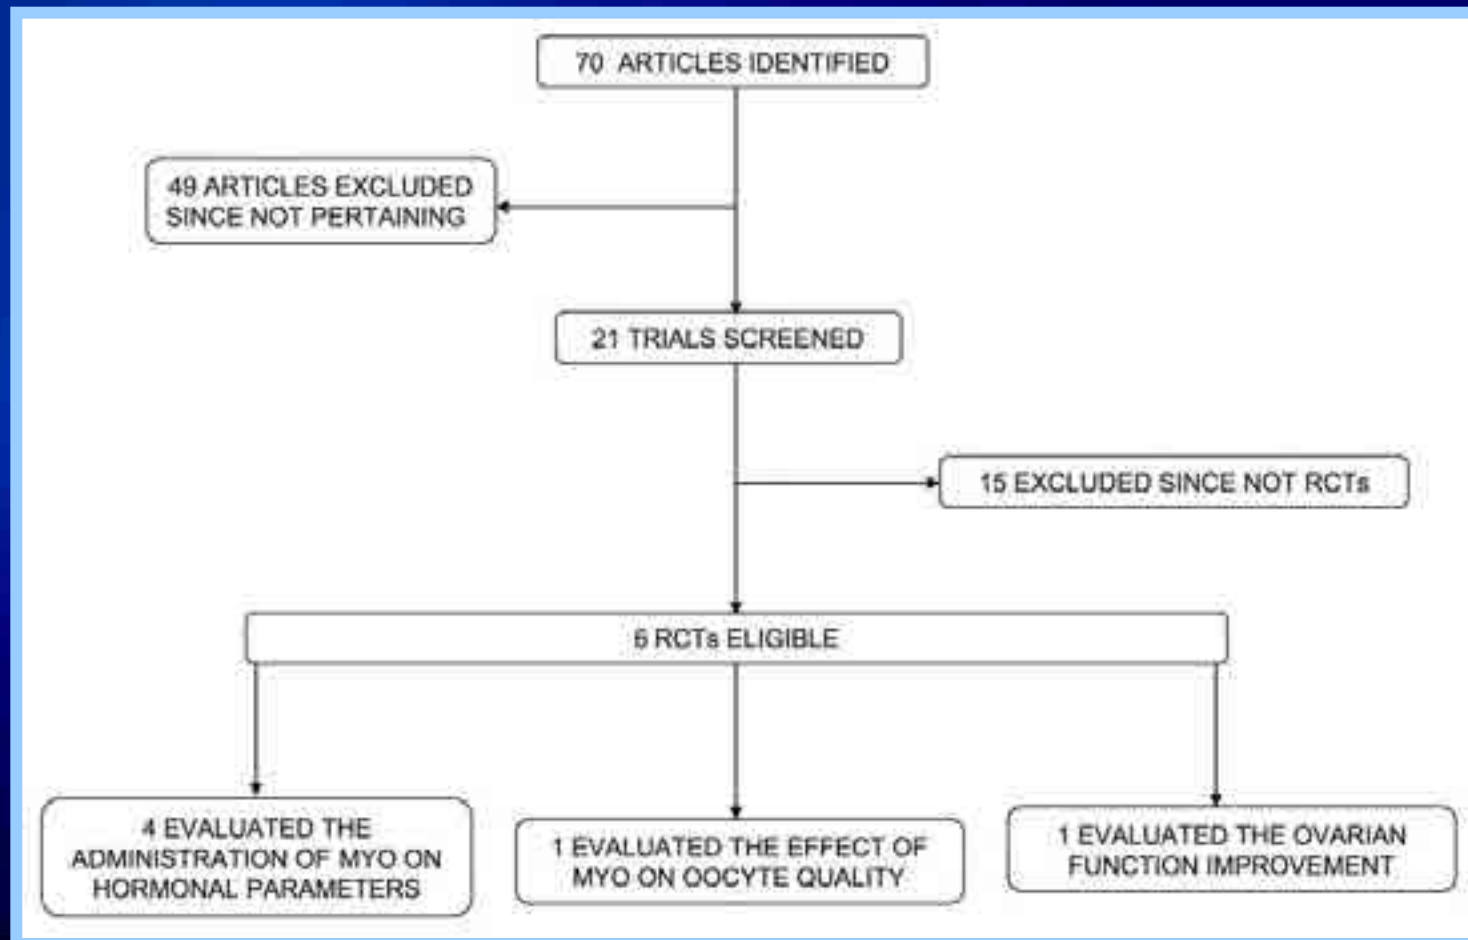 70 ARTICLES IDENTIFIED
49 ARTICLES EXCLUDED
SINCE NOT PERTAINING
21 TRIALS SCREENED
15 EXCLUDED SINCE NOT RCTs
6 RCTs ELIGIBLE
4 EVALUATED THE
ADMINISTRATION OF MYO ON
HORMONAL PARAMETERS
1 EVALUATED THE EFFECT OF
MYO ON OOCYTE QUALITY
1 EVALUATED THE OVARIAN
FUNCTION IMPROVEMENT